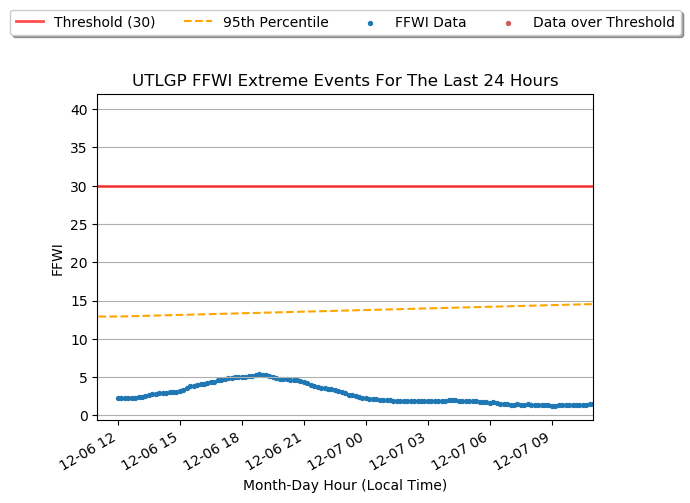 Threshold (30) 95th Percentile FFWI Data Data over Threshold
UTLGP FFWI Extreme Events For The Last 24 Hours
40
35
30
25
20
15
10
5
0
FFWI
12-06 12 12-06 15 12-06 18 12-06 21 12-07 00 12-07 03 12-07 06 12-07 09
Month-Day Hour (Local Time)